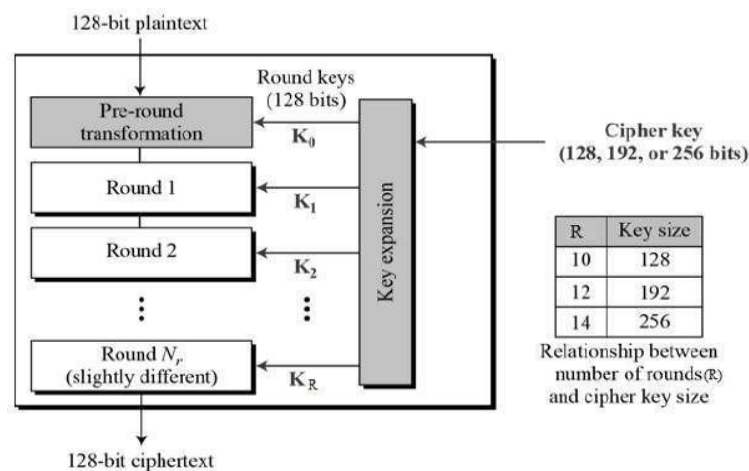 128-bit plaintext
Round keys
(128 bits)
Pre-round
transformation
K0
Cipher key
(128, 192, or 256 bits)
Round 1
K1
Round 2
K2
Key expansion
Round Nr
(slightly different)
KR
128-bit ciphertext
R Key size
10 128
12 192
14 256
Relationship between
number of rounds(R)
and cipher key size